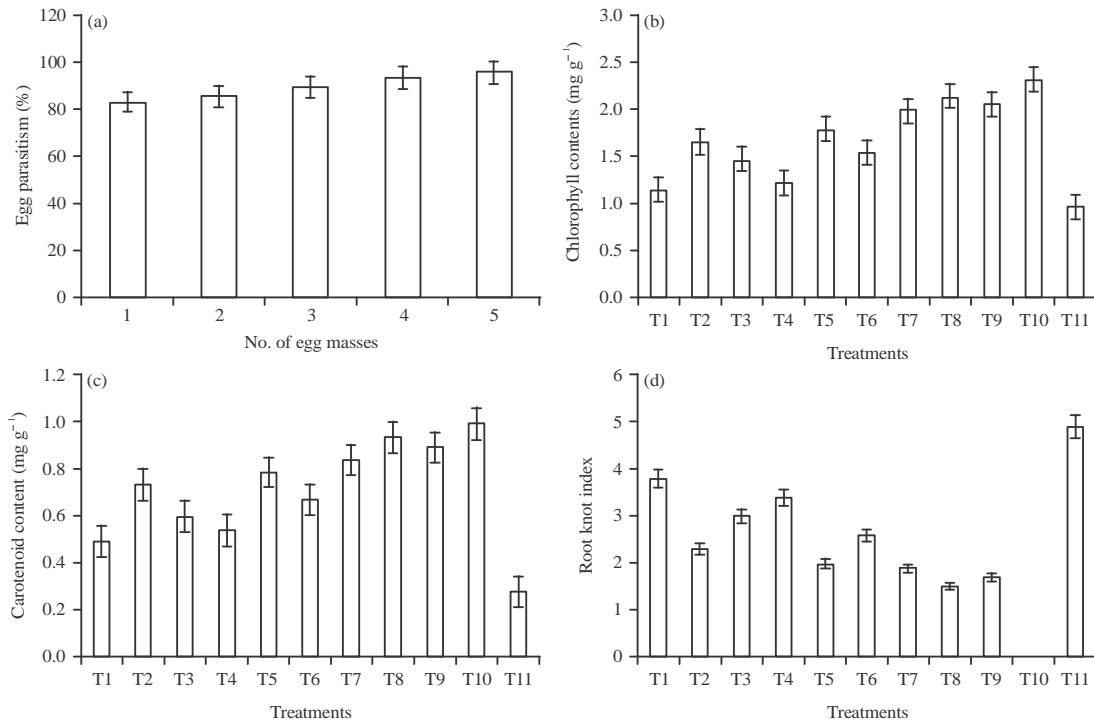 (a)
Egg parasitism (%)
120
100
80
60
40
20
0
1 2 3 4 5
No. of egg masses
(b)
Chlorophyll contents (mg g⁻¹)
3.0
2.5
2.0
1.5
1.0
0.5
0.0
T1 T2 T3 T4 T5 T6 T7 T8 T9 T10 T11
Treatments
(c)
Carotenoid content (mg g⁻¹)
1.2
1.0
0.8
0.6
0.4
0.2
0.0
T1 T2 T3 T4 T5 T6 T7 T8 T9 T10 T11
Treatments
(d)
Root knot index
6
5
4
3
2
1
0
T1 T2 T3 T4 T5 T6 T7 T8 T9 T10 T11
Treatments